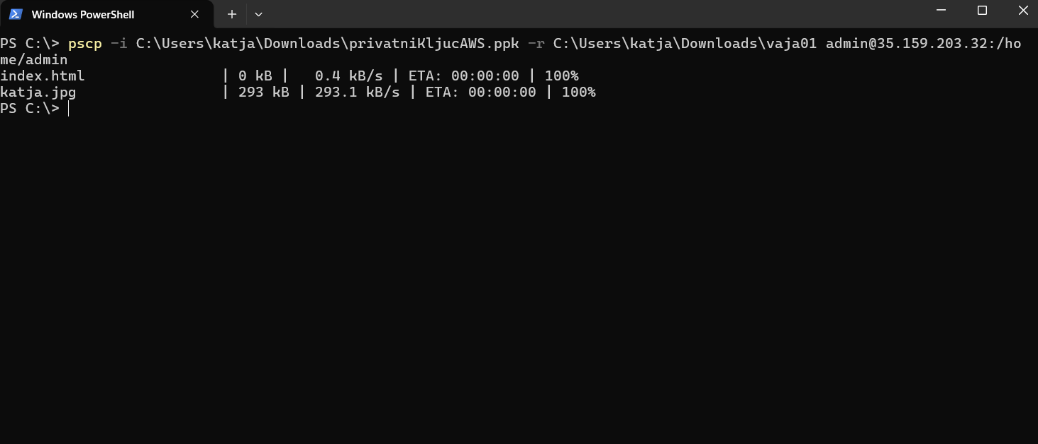 Windows PowerShell
PS C:\> pscp -i C:\Users\katja\Downloads\privatniKljucAWS.ppk -r C:\Users\katja\Downloads\vaja01 admin@35.159.203.32:/ho
me/admin
index.html                | 0 kB |   0.4 kB/s | ETA: 00:00:00 | 100%
katja.jpg                 | 293 kB | 293.1 kB/s | ETA: 00:00:00 | 100%
PS C:\>